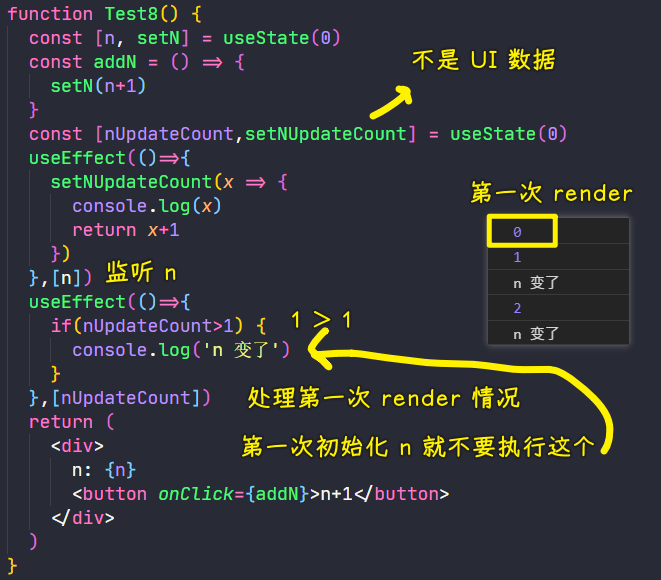 function Test8() {
const [n, setN] = useState(0)
const addN = () => {
不是 UI 数据
setN(n+1)
}
const [nUpdateCount,setNUpdateCount] = useState(0)
useEffect(()=>{
setNUpdateCount(x => {
第一次 render
console.log(x)
0
return x+1
1
})
},[n])
监听 n
n 变了
useEffect(()=>{
2
if(nUpdateCount>1) {
1 > 1
n 变了
console.log('n 变了')
}
},[nUpdateCount])
处理第一次 render 情况
return (
第一次初始化 n 就不要执行这个
<div>
n: {n}
<button onClick={addN}>n+1</button>
</div>
)
}